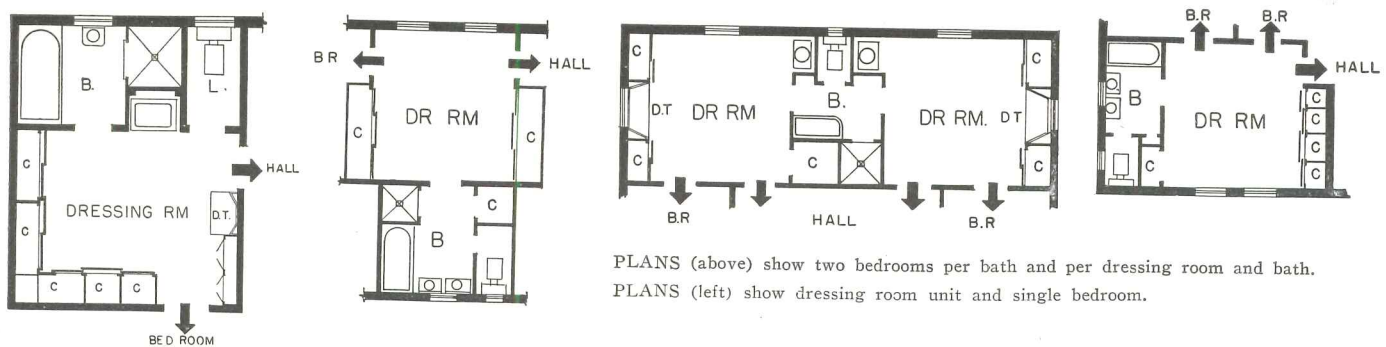 B.
L.
C
HALL
DRESSING RM
D.T.
C
C
C
C
BED ROOM
B R
HALL
DR RM
C
C
C
B
C
C
D.T
DR RM
B.
DR RM.
D T
C
C
C
B.R
HALL
B.R
B.R
B.R
HALL
B
DR RM
C
C
C
C
C
PLANS (above) show two bedrooms per bath and per dressing room and bath.
PLANS (left) show dressing room unit and single bedroom.